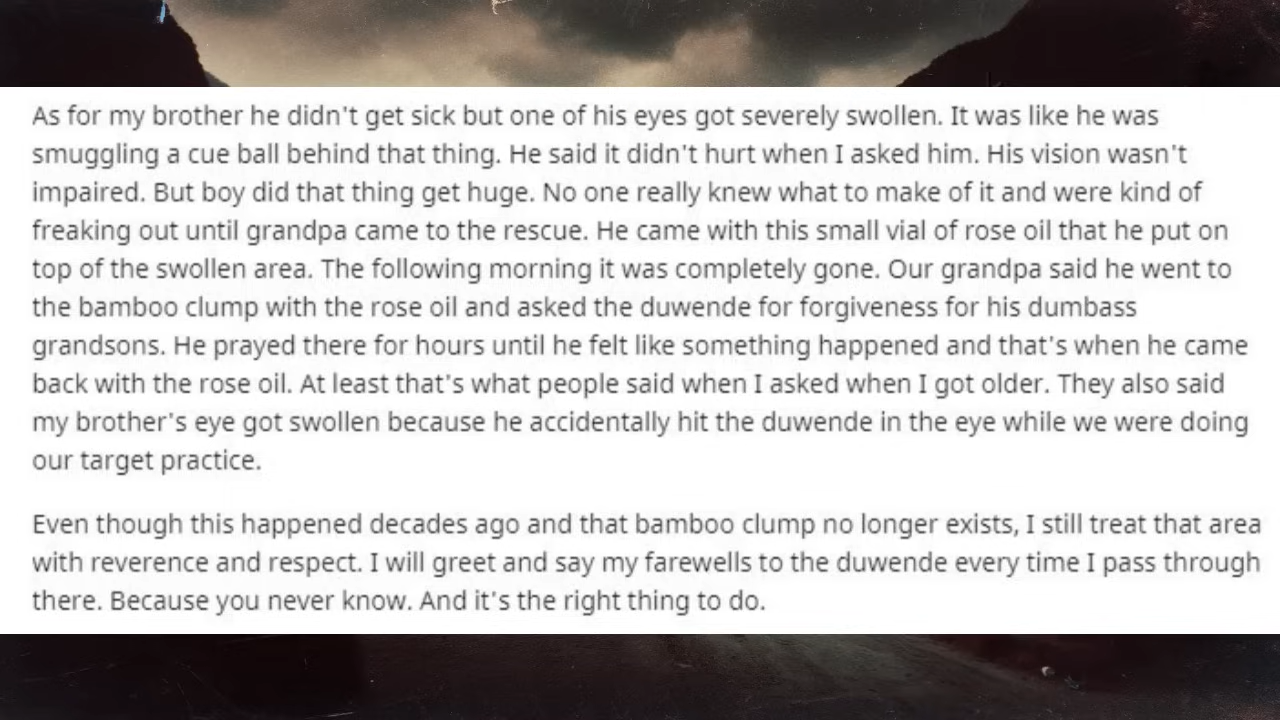 As for my brother he didn't get sick but one of his eyes got severely swollen. It was like he was
smuggling a cue ball behind that thing. He said it didn't hurt when I asked him. His vision wasn't
impaired. But boy did that thing get huge. No one really knew what to make of it and were kind of
freaking out until grandpa came to the rescue. He came with this small vial of rose oil that he put on
top of the swollen area. The following morning it was completely gone. Our grandpa said he went to
the bamboo clump with the rose oil and asked the duwende for forgiveness for his dumbass
grandsons. He prayed there for hours until he felt like something happened and that's when he came
back with the rose oil. At least that's what people said when I asked when I got older. They also said
my brother's eye got swollen because he accidentally hit the duwende in the eye while we were doing
our target practice.
Even though this happened decades ago and that bamboo clump no longer exists, I still treat that area
with reverence and respect. I will greet and say my farewells to the duwende every time I pass through
there. Because you never know. And it's the right thing to do.